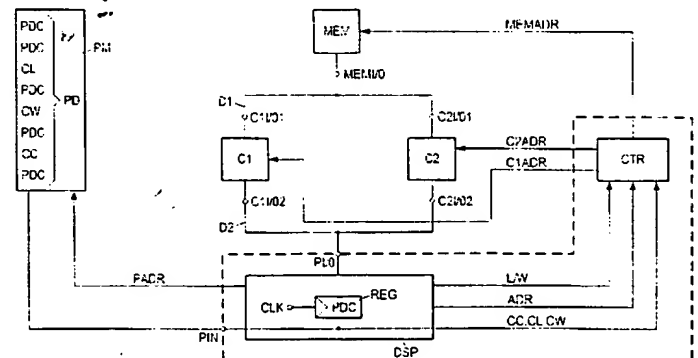 PDC
PDC
CL
PDC
CW
PDC
CC
PDC
PD
PM
MEM
MEMADR
MEMI/0
D1
C1I/01
C2I/01
C1
C2
C2ADR
C1ADR
CTR
C1I/02
C2I/02
D2
PI/0
PADR
L/W
REG
CLK
PDC
ADR
CC,CL,CW
PIN
DSP